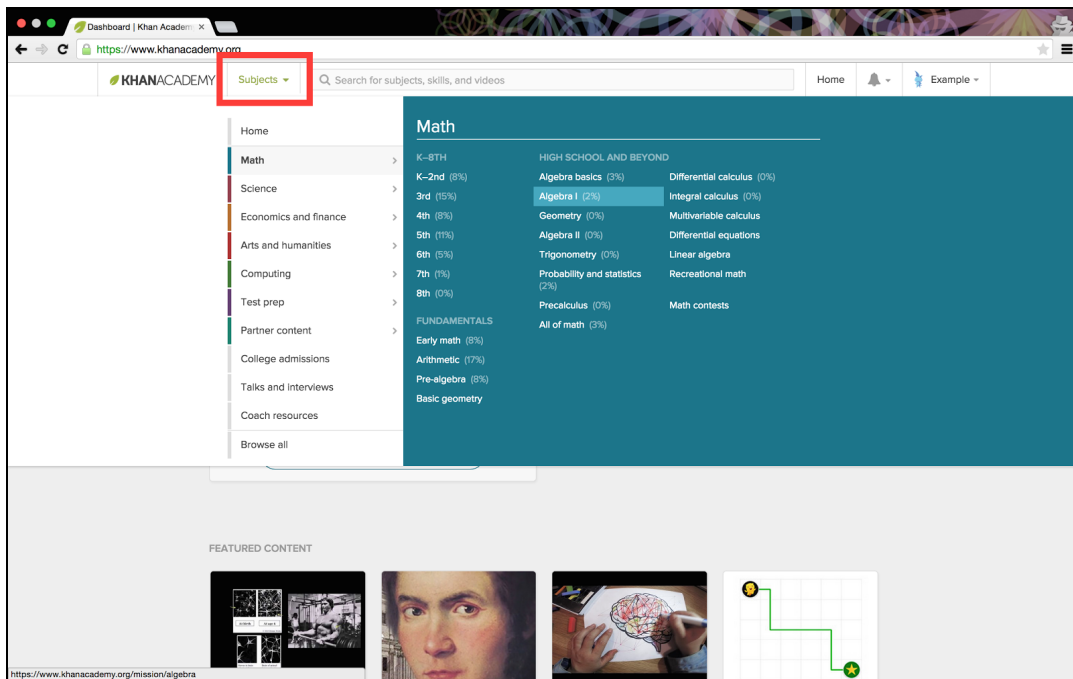 Dashboard | Khan Academ
https://www.khanacademy.org
KHANACADEMY
Subjects
Search for subjects, skills, and videos
Home
Example
Home
Math
Science
Economics and finance
Arts and humanities
Computing
Test prep
Partner content
College admissions
Talks and interviews
Coach resources
Browse all
Math
K–8TH
K–2nd (8%)
3rd (15%)
4th (8%)
5th (11%)
6th (5%)
7th (1%)
8th (0%)
FUNDAMENTALS
Early math (8%)
Arithmetic (17%)
Pre-algebra (8%)
Basic geometry
HIGH SCHOOL AND BEYOND
Algebra basics (3%)
Algebra I (2%)
Geometry (0%)
Algebra II (0%)
Trigonometry (0%)
Probability and statistics
(2%)
Precalculus (0%)
All of math (3%)
Differential calculus (0%)
Integral calculus (0%)
Multivariable calculus
Differential equations
Linear algebra
Recreational math
Math contests
FEATURED CONTENT
https://www.khanacademy.org/mission/algebra